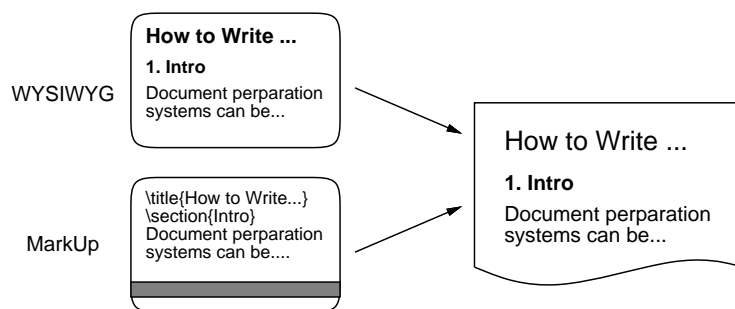 WYSIWYG
How to Write ...
1. Intro
Document perparation
systems can be...
MarkUp
\title{How to Write...}
\section{Intro}
Document perparation
systems can be....
How to Write ...
1. Intro
Document perparation
systems can be...